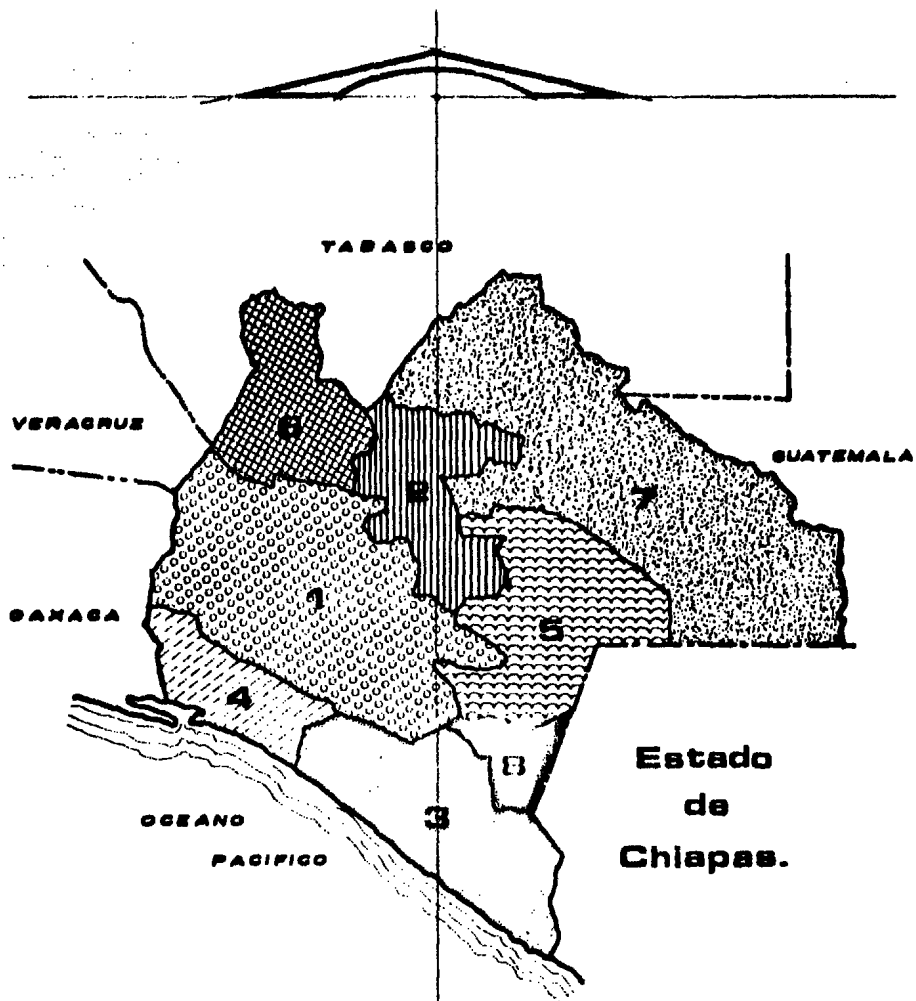 TABASCO
VERACRUZ
GUATEMALA
OAXACA
6
2
7
1
5
4
8
3
OCEANO
PACIFICO
Estado
de
Chiapas.